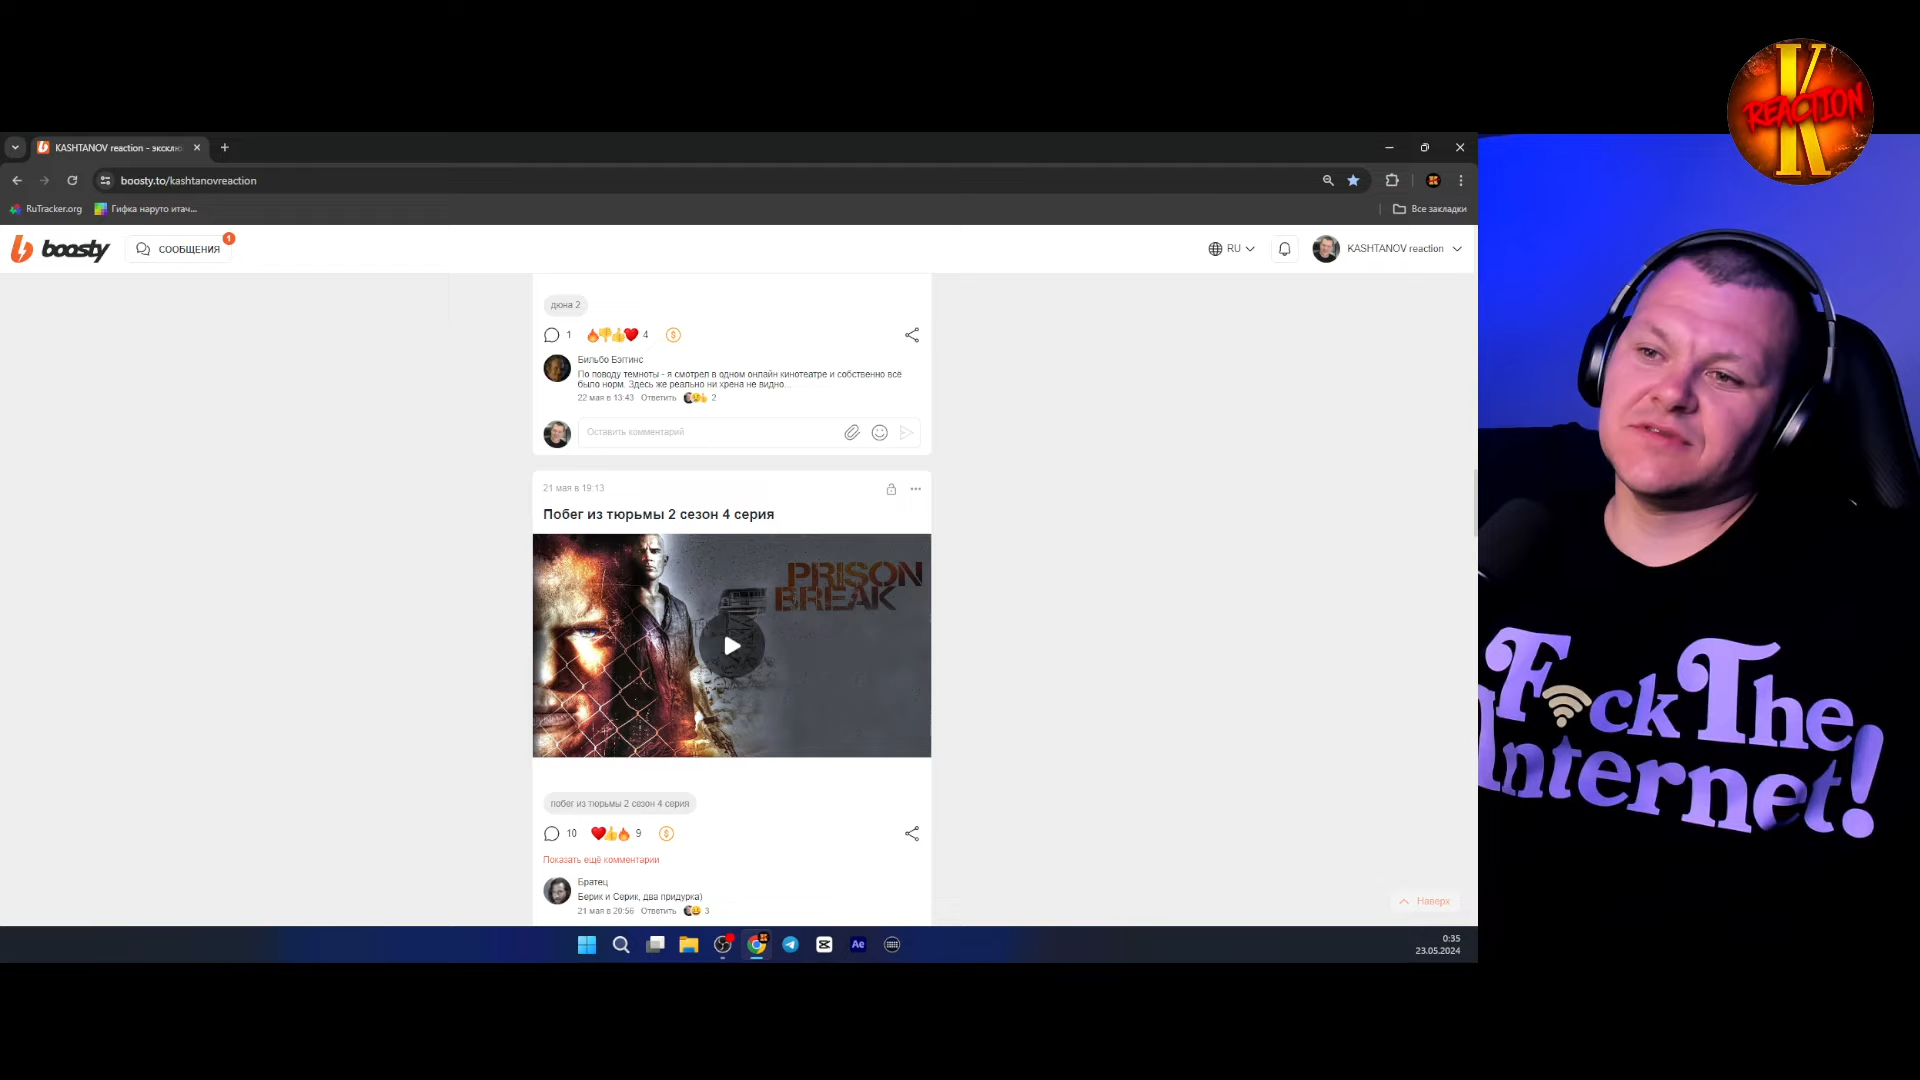 K
REACTION
KASHTANOV reaction - эксклю
boosty.to/kashtanovreaction
RuTracker.org
Гифка наруто итач...
Все закладки
boosty
СООБЩЕНИЯ
1
RU
KASHTANOV reaction
дюна 2
1
4
Бильбо Бэггинс
По поводу темноты - я смотрел в одном онлайн кинотеатре и собственно все
было норм. Здесь же реально ни хрена не видно...
22 мая в 13:43 Ответить 2
Оставить комментарий
21 мая в 19:13
Побег из тюрьмы 2 сезон 4 серия
PRISON
BREAK
побег из тюрьмы 2 сезон 4 серия
10
9
Показать ещё комментарии
Братец
Берик и Серик, два придурка)
21 мая в 20:56 Ответить 3
Наверх
Ae
0:35
23.05.2024
Fck The
Internet!